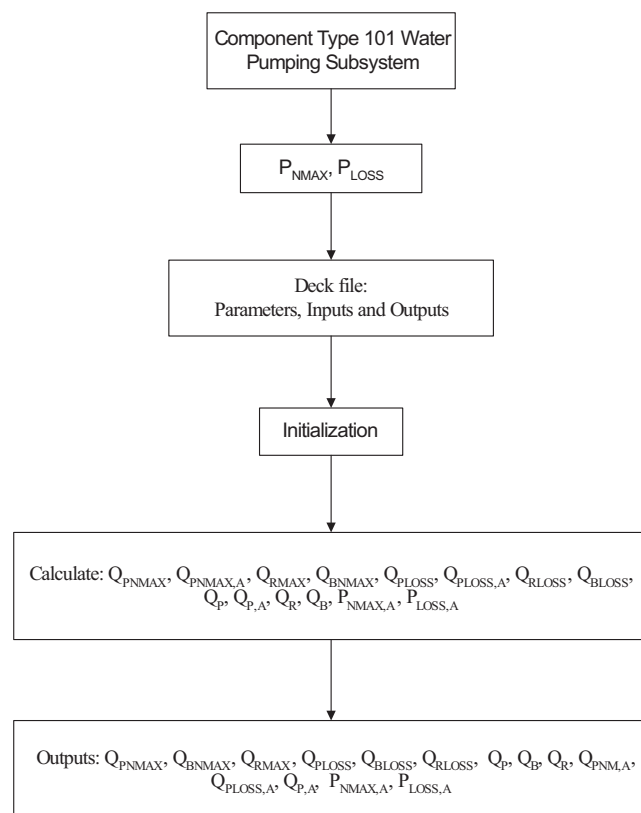 Component Type 101 Water
Pumping Subsystem
P_NMAX, P_LOSS
Deck file:
Parameters, Inputs and Outputs
Initialization
Calculate: Q_PNMAX, Q_PNMAX,A, Q_RMAX, Q_BNMAX, Q_PLOSS, Q_PLOSS,A, Q_RLOSS, Q_BLOSS,
Q_P, Q_P,A, Q_R, Q_B, P_NMAX,A, P_LOSS,A
Outputs: Q_PNMAX, Q_BNMAX, Q_RMAX, Q_PLOSS, Q_BLOSS, Q_RLOSS, Q_P, Q_B, Q_R, Q_PNM,A,
Q_PLOSS,A, Q_P,A, P_NMAX,A, P_LOSS,A